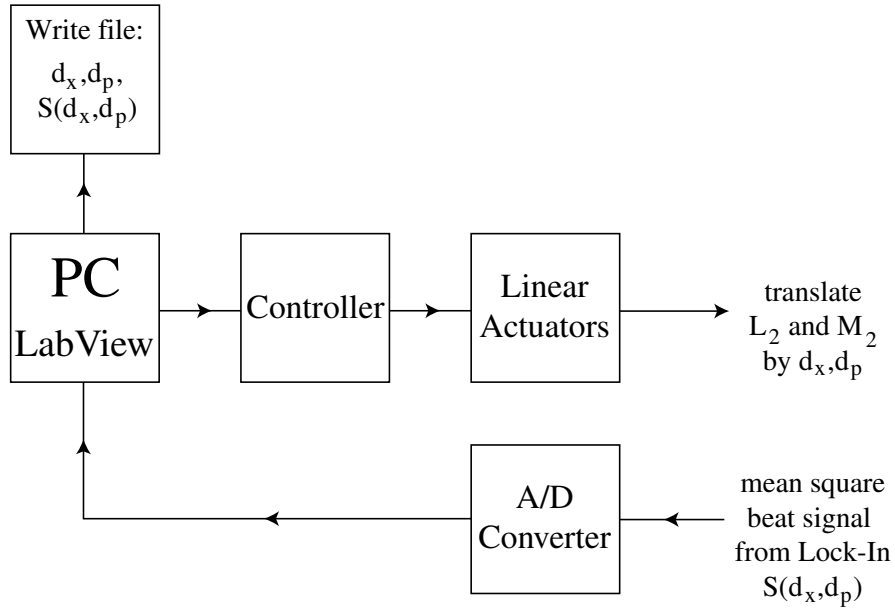 Write file:
dₓ,dₚ,
S(dₓ,dₚ)
PC
LabView
Controller
Linear
Actuators
translate
L₂ and M₂
by dₓ,dₚ
A/D
Converter
mean square
beat signal
from Lock-In
S(dₓ,dₚ)